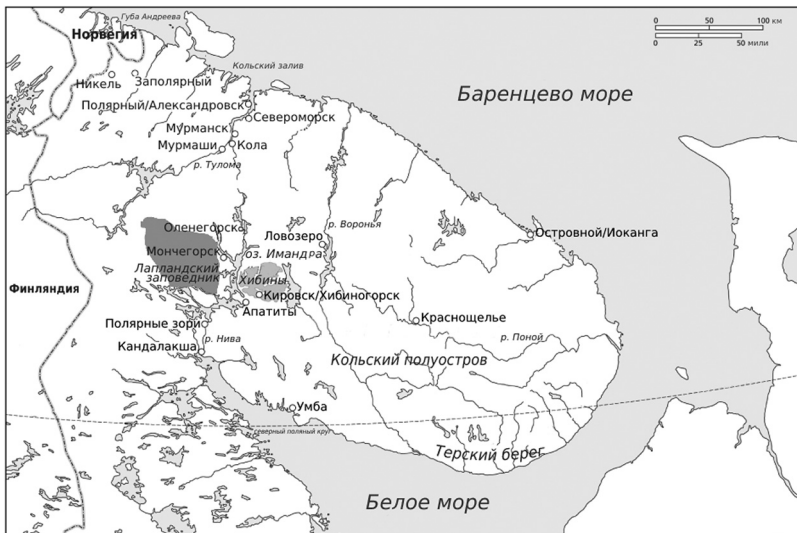 Губа Андреева
Норвегия
0 50 100 км
0 25 50 мили
Кольский залив
Никель
Заполярный
Баренцево море
Полярный/Александровск
Североморск
Мурманск
Мурмаши
Кола
р. Тулома
Оленегорск
р. Воронья
Островной/Иоканга
Ловозеро
Мончегорск
оз. Имандра
Лапландский
заповедник
Хибины
Финляндия
Кировск/Хибиногорск
Апатиты
Полярные зори
Краснощелье
р. Нива
р. Поной
Кандалакша
Кольский полуостров
Умба
северный поляный круг
Терский берег
Белое море